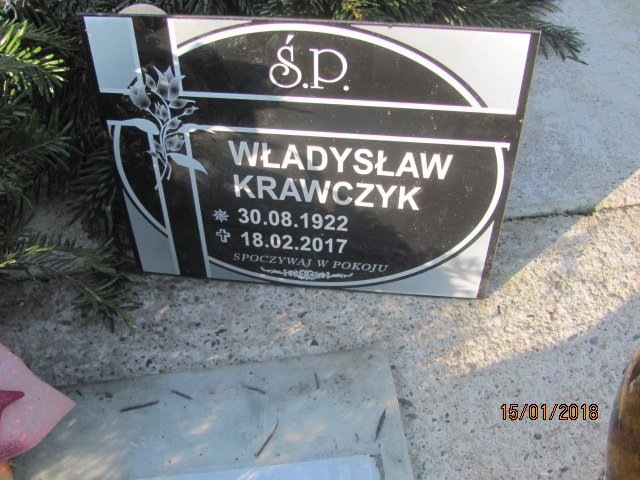 Ś.P.
WŁADYSŁAW
KRAWCZYK
30.08.1922
18.02.2017
SPOCZYWAJ W POKOJU
15/01/2018